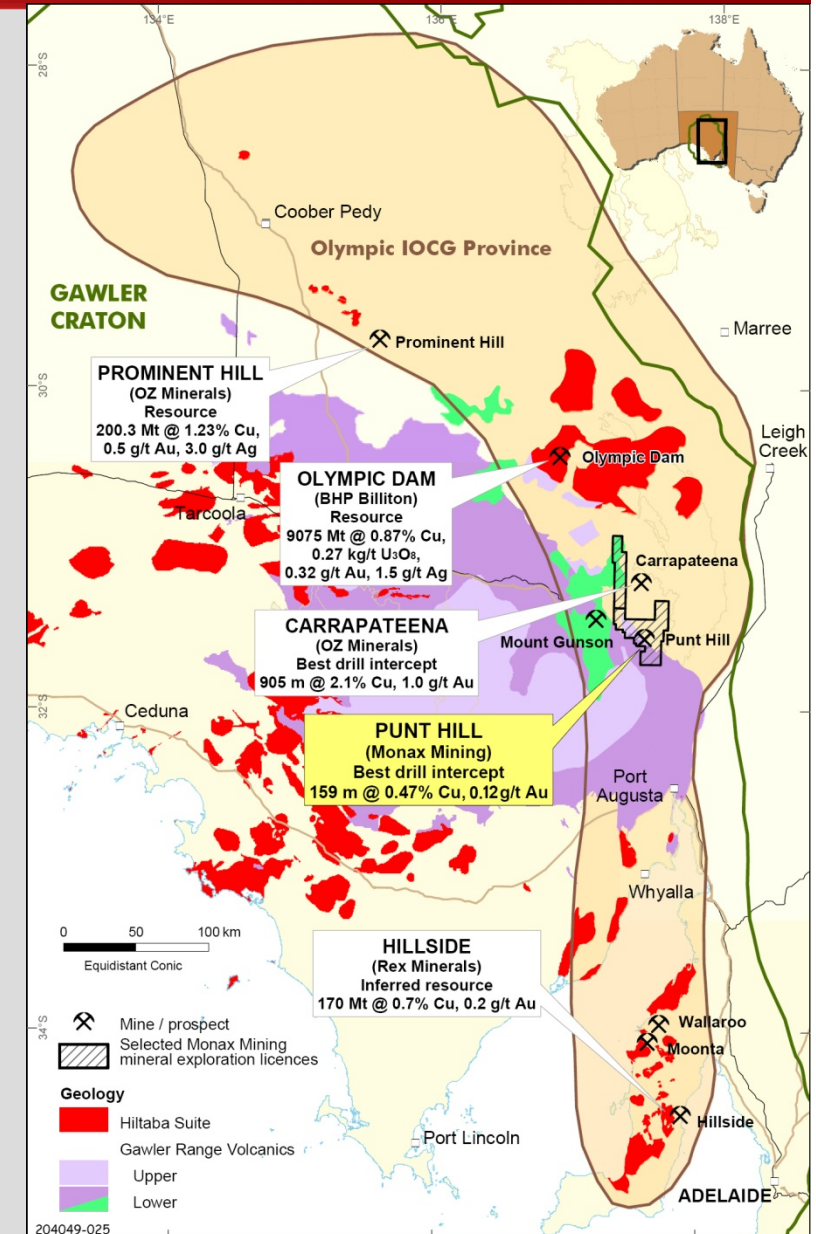 134°E
136°E
138°E
28°S
Coober Pedy
Olympic IOCG Province
GAWLER
CRATON
Marree
Prominent Hill
30°S
PROMINENT HILL
(OZ Minerals)
Resource
200.3 Mt @ 1.23% Cu,
0.5 g/t Au, 3.0 g/t Ag
Leigh
Creek
Olympic Dam
OLYMPIC DAM
(BHP Billiton)
Resource
9075 Mt @ 0.87% Cu,
0.27 kg/t U₃O₈,
0.32 g/t Au, 1.5 g/t Ag
Tarcoola
Carrapateena
CARRAPATEENA
(OZ Minerals)
Best drill intercept
905 m @ 2.1% Cu, 1.0 g/t Au
Mount Gunson
Punt Hill
32°S
Ceduna
PUNT HILL
(Monax Mining)
Best drill intercept
159 m @ 0.47% Cu, 0.12g/t Au
Port
Augusta
Whyalla
0 50 100 km
Equidistant Conic
HILLSIDE
(Rex Minerals)
Inferred resource
170 Mt @ 0.7% Cu, 0.2 g/t Au
34°S
Wallaroo
Moonta
Hillside
Port Lincoln
ADELAIDE
Mine / prospect
Selected Monax Mining
mineral exploration licences
Geology
Hiltaba Suite
Gawler Range Volcanics
Upper
Lower
204049-025